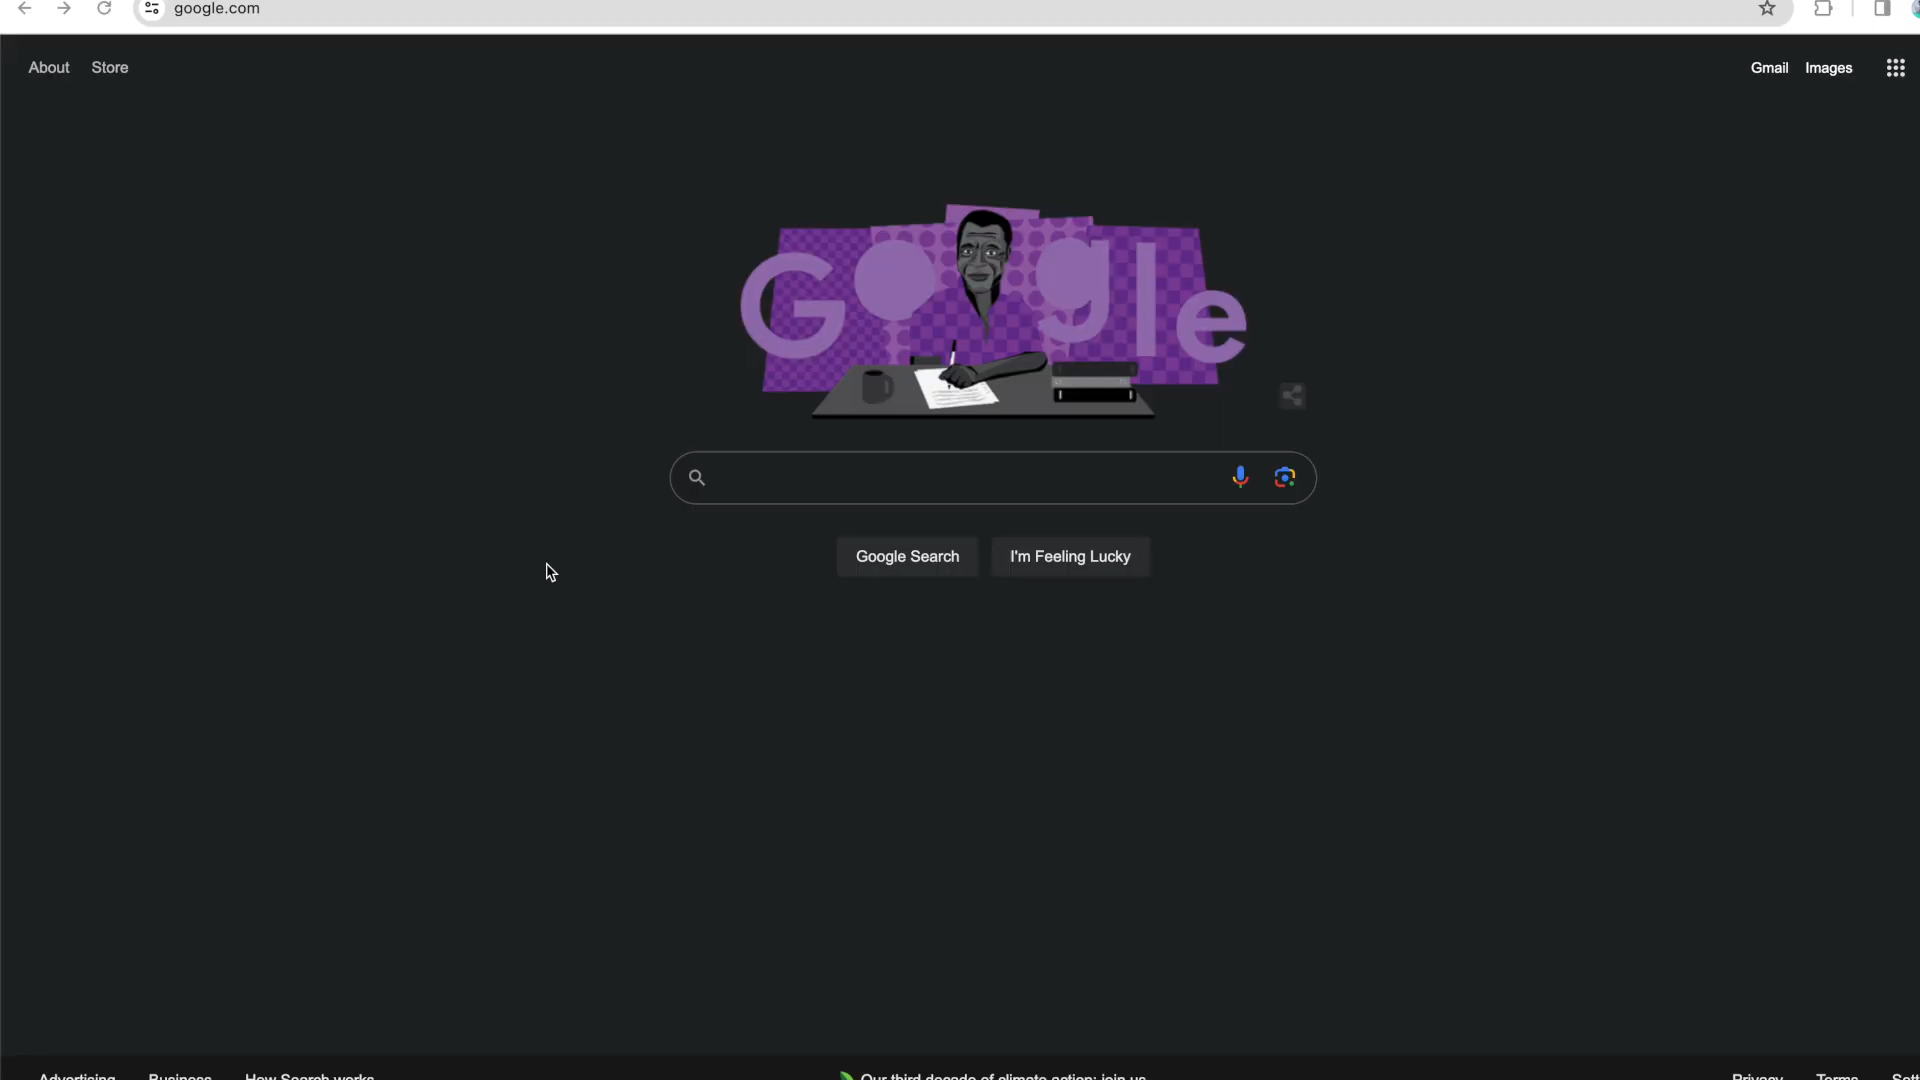 google.com
About Store Gmail Images
Google
Google Search I'm Feeling Lucky
Advertising Business How Search works Our third decade of climate action: join us Privacy Terms